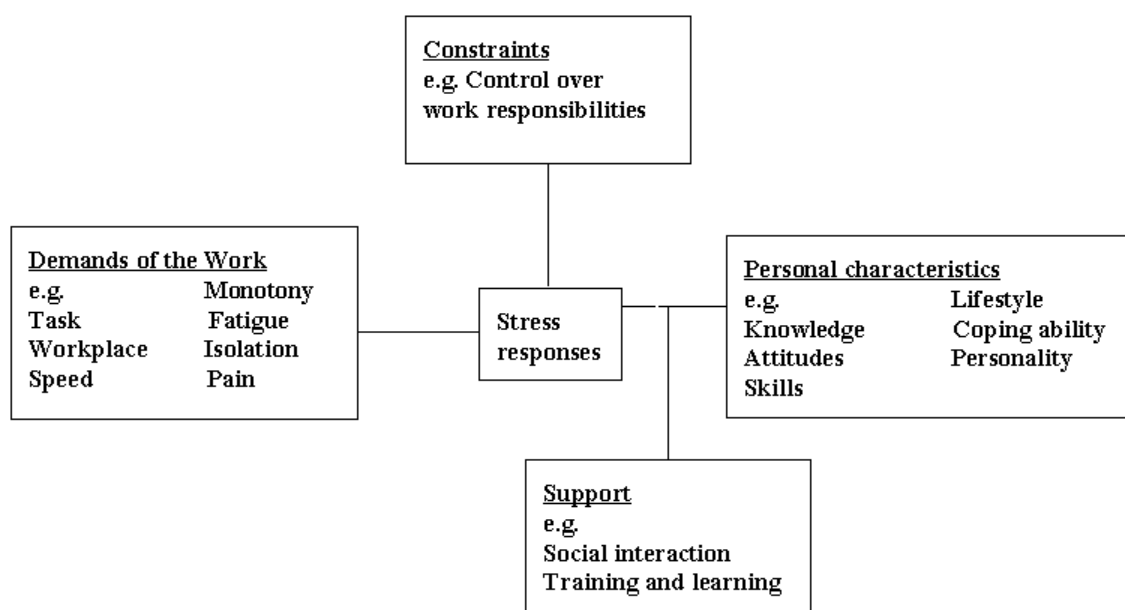 Constraints
e.g. Control over
work responsibilities
Demands of the Work
e.g. Monotony
Task Fatigue
Workplace Isolation
Speed Pain
Stress
responses
Personal characteristics
e.g. Lifestyle
Knowledge Coping ability
Attitudes Personality
Skills
Support
e.g.
Social interaction
Training and learning